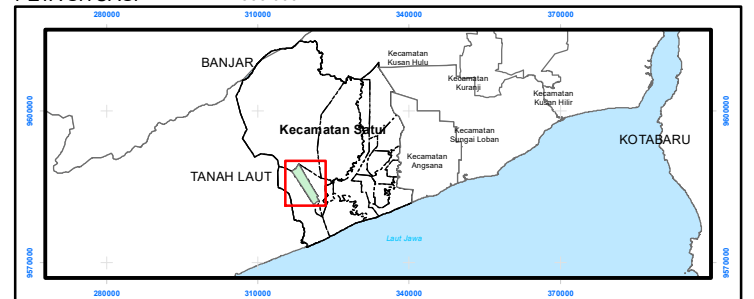 280000 310000 340000 370000
BANJAR
Kecamatan
Kusan Hulu
Kecamatan
Kuranji
Kecamatan
Kusan Hilir
9600000
9600000
Kecamatan Satui
Kecamatan
Sungai Loban
KOTABARU
Kecamatan
Angsana
TANAH LAUT
Laut Jawa
9570000
9570000
280000 310000 340000 370000